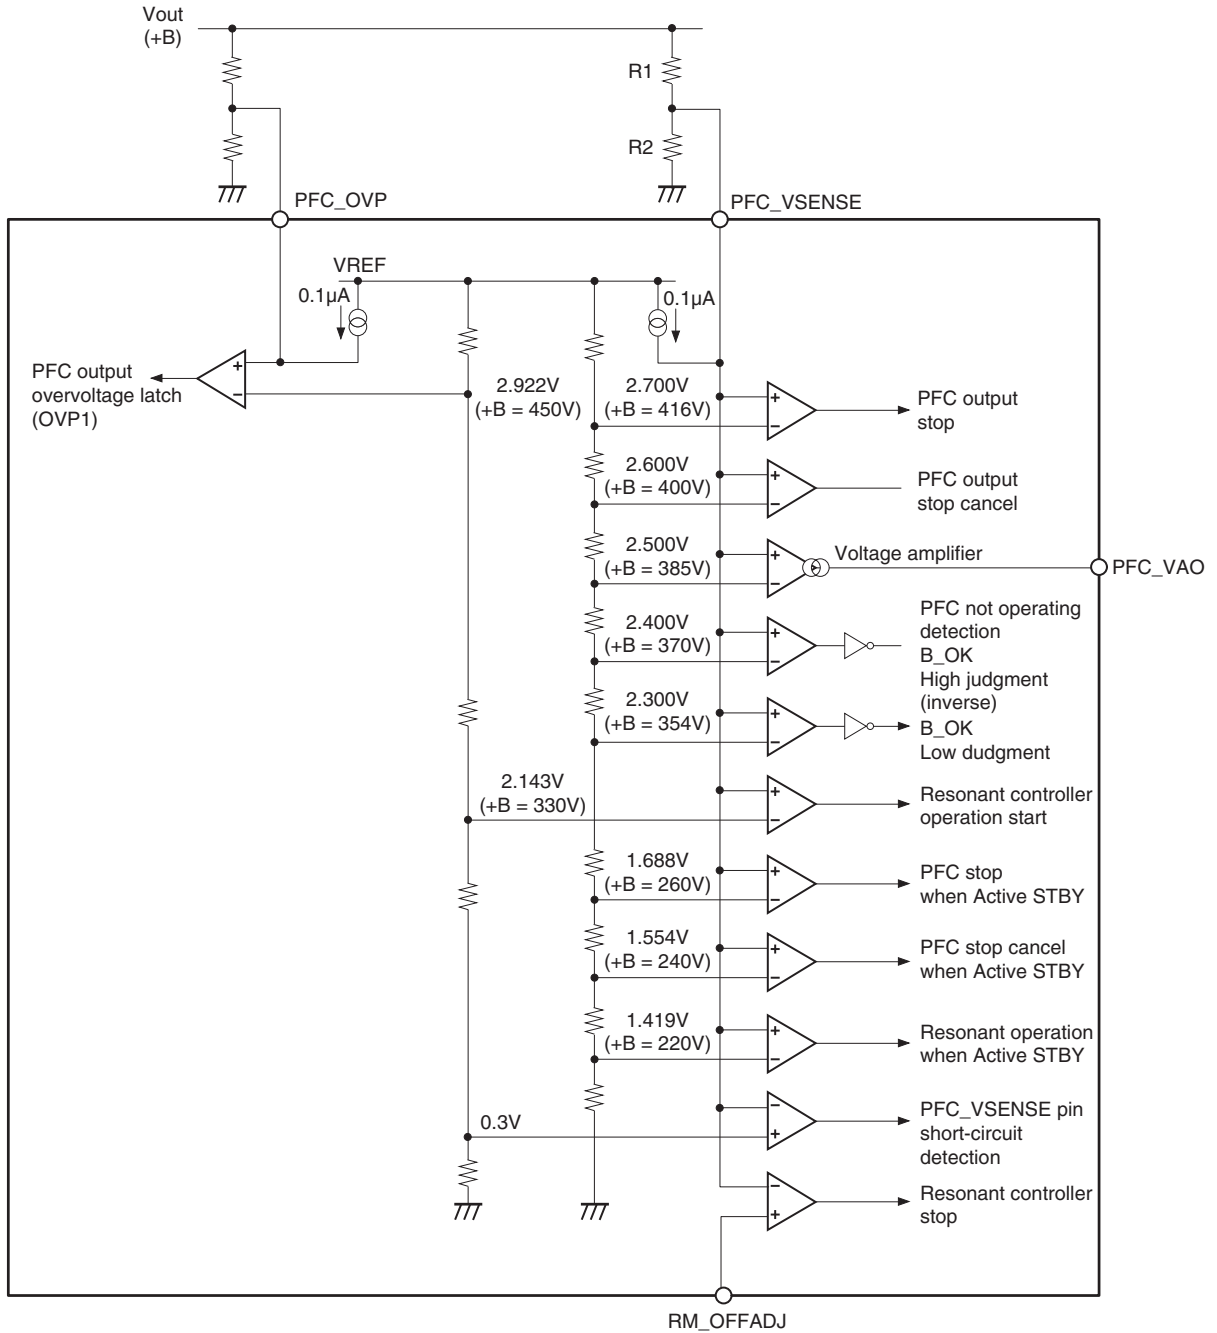 Vout
(+B)
R1
R2
PFC_OVP
PFC_VSENSE
VREF
0.1µA
0.1µA
PFC output
overvoltage latch
(OVP1)
+
−
2.922V
(+B = 450V)
2.700V
(+B = 416V)
+
−
PFC output
stop
2.600V
(+B = 400V)
+
−
PFC output
stop cancel
2.500V
(+B = 385V)
+
−
Voltage amplifier
PFC_VAO
2.400V
(+B = 370V)
+
−
PFC not operating
detection
B_OK
High judgment
(inverse)
2.300V
(+B = 354V)
+
−
B_OK
Low dudgment
2.143V
(+B = 330V)
+
−
Resonant controller
operation start
1.688V
(+B = 260V)
+
−
PFC stop
when Active STBY
1.554V
(+B = 240V)
+
−
PFC stop cancel
when Active STBY
1.419V
(+B = 220V)
+
−
Resonant operation
when Active STBY
0.3V
−
+
PFC_VSENSE pin
short-circuit
detection
−
+
Resonant controller
stop
RM_OFFADJ